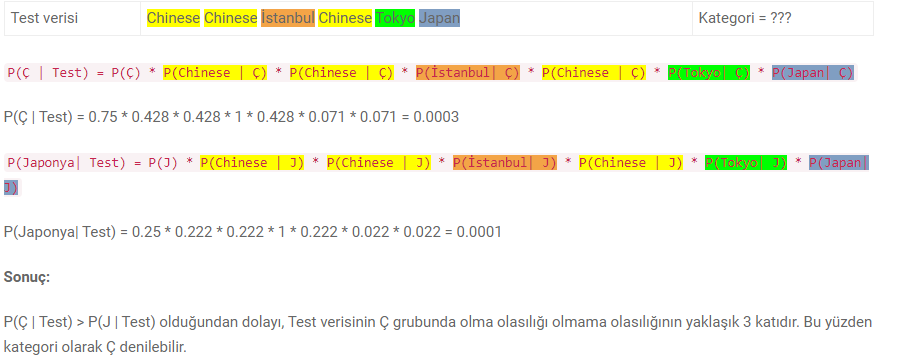 Test verisi Chinese Chinese İstanbul Chinese Tokyo Japan Kategori = ???
P(Ç | Test) = P(Ç) * P(Chinese | Ç) * P(Chinese | Ç) * P(İstanbul| Ç) * P(Chinese | Ç) * P(Tokyo| Ç) * P(Japan| Ç)
P(Ç | Test) = 0.75 * 0.428 * 0.428 * 1 * 0.428 * 0.071 * 0.071 = 0.0003
P(Japonya| Test) = P(J) * P(Chinese | J) * P(Chinese | J) * P(İstanbul| J) * P(Chinese | J) * P(Tokyo| J) * P(Japan|
J)
P(Japonya| Test) = 0.25 * 0.222 * 0.222 * 1 * 0.222 * 0.022 * 0.022 = 0.0001
Sonuç:
P(Ç | Test) > P(J | Test) olduğundan dolayı, Test verisinin Ç grubunda olma olasılığı olmama olasılığının yaklaşık 3 katıdır. Bu yüzden
kategori olarak Ç denilebilir.